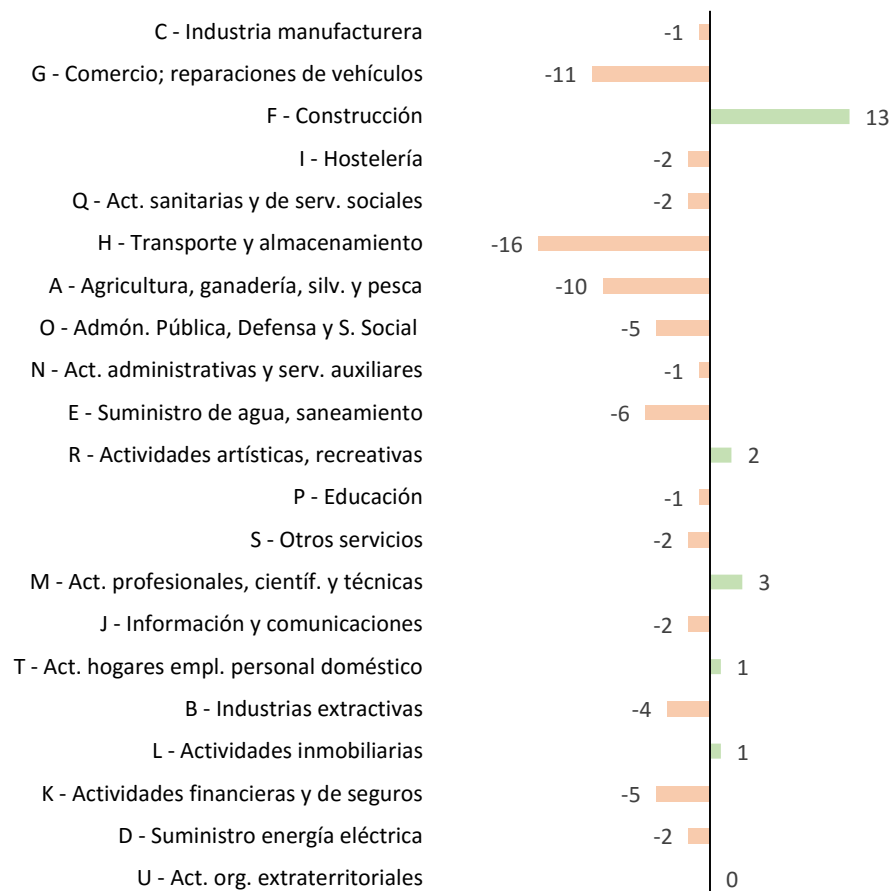 C - Industria manufacturera -1
G - Comercio; reparaciones de vehículos -11
F - Construcción 13
I - Hostelería -2
Q - Act. sanitarias y de serv. sociales -2
H - Transporte y almacenamiento -16
A - Agricultura, ganadería, silv. y pesca -10
O - Admón. Pública, Defensa y S. Social -5
N - Act. administrativas y serv. auxiliares -1
E - Suministro de agua, saneamiento -6
R - Actividades artísticas, recreativas 2
P - Educación -1
S - Otros servicios -2
M - Act. profesionales, científ. y técnicas 3
J - Información y comunicaciones -2
T - Act. hogares empl. personal doméstico 1
B - Industrias extractivas -4
L - Actividades inmobiliarias 1
K - Actividades financieras y de seguros -5
D - Suministro energía eléctrica -2
U - Act. org. extraterritoriales 0